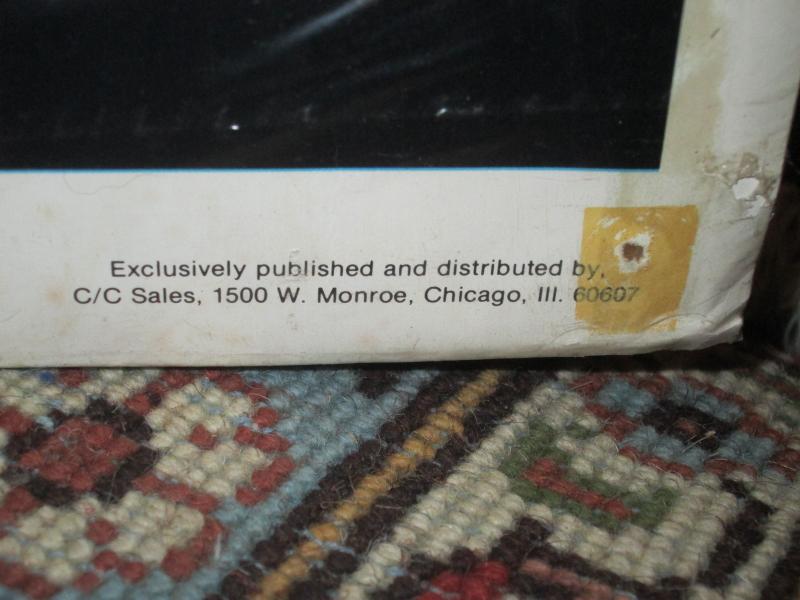 Exclusively published and distributed by,
C/C Sales, 1500 W. Monroe, Chicago, Ill. 60607